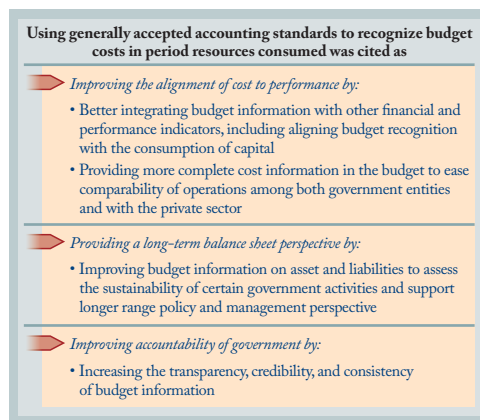 Using generally accepted accounting standards to recognize budget
costs in period resources consumed was cited as
Improving the alignment of cost to performance by:
• Better integrating budget information with other financial and
performance indicators, including aligning budget recognition
with the consumption of capital
• Providing more complete cost information in the budget to ease
comparability of operations among both government entities
and with the private sector
Providing a long-term balance sheet perspective by:
• Improving budget information on asset and liabilities to assess
the sustainability of certain government activities and support
longer range policy and management perspective
Improving accountability of government by:
• Increasing the transparency, credibility, and consistency
of budget information